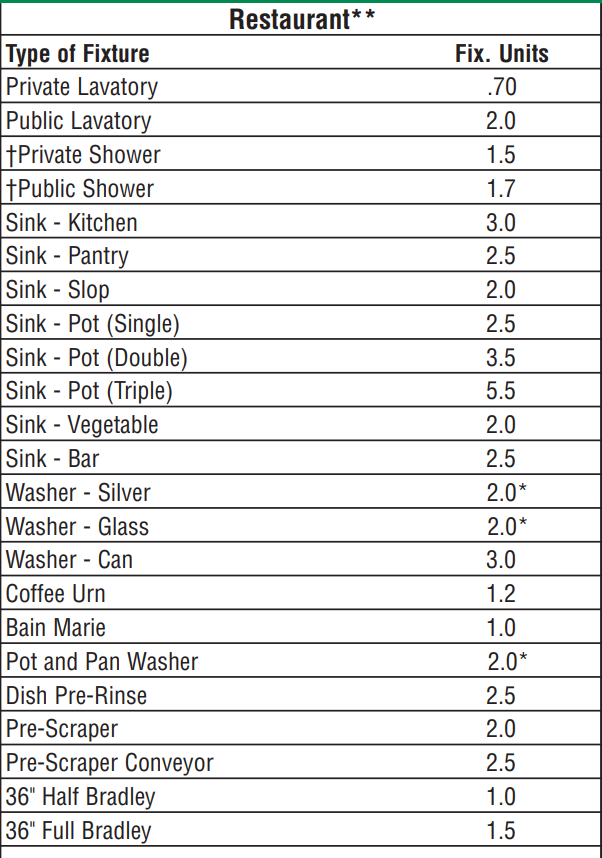 Restaurant**
Type of Fixture Fix. Units
Private Lavatory .70
Public Lavatory 2.0
†Private Shower 1.5
†Public Shower 1.7
Sink - Kitchen 3.0
Sink - Pantry 2.5
Sink - Slop 2.0
Sink - Pot (Single) 2.5
Sink - Pot (Double) 3.5
Sink - Pot (Triple) 5.5
Sink - Vegetable 2.0
Sink - Bar 2.5
Washer - Silver 2.0*
Washer - Glass 2.0*
Washer - Can 3.0
Coffee Urn 1.2
Bain Marie 1.0
Pot and Pan Washer 2.0*
Dish Pre-Rinse 2.5
Pre-Scraper 2.0
Pre-Scraper Conveyor 2.5
36" Half Bradley 1.0
36" Full Bradley 1.5